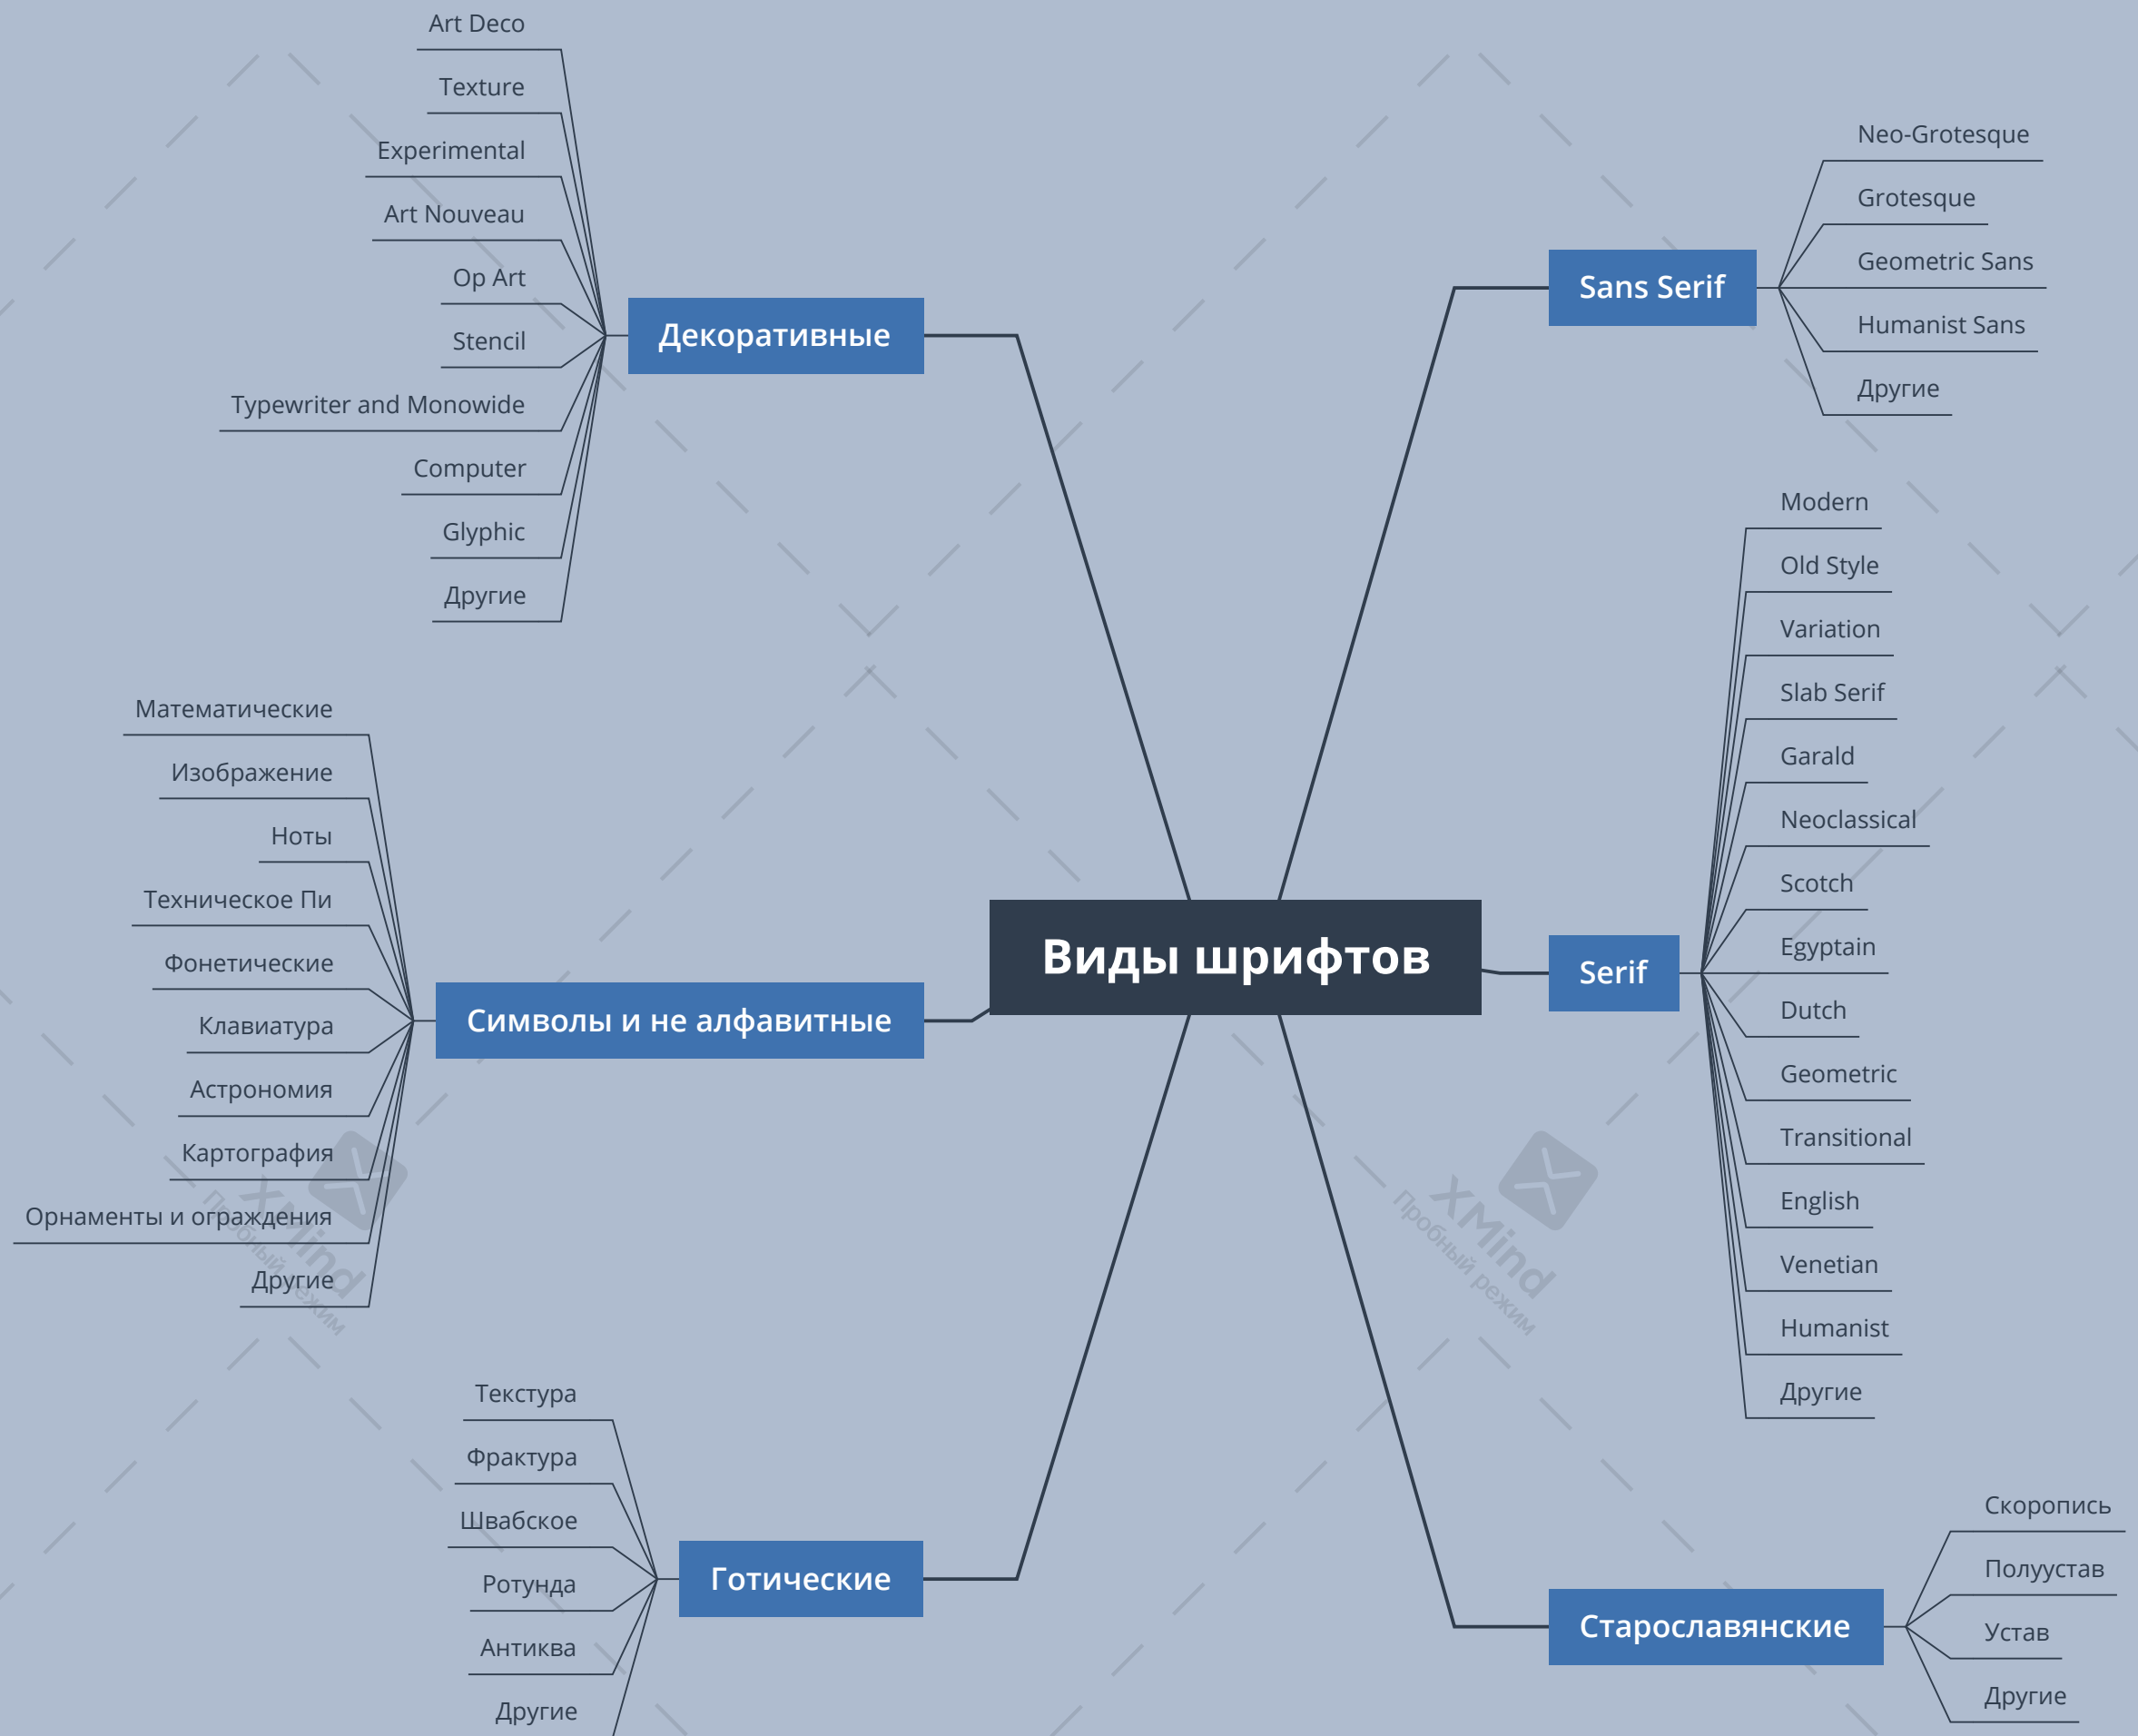 Виды шрифтов
Sans Serif
Neo-Grotesque
Grotesque
Geometric Sans
Humanist Sans
Другие
Serif
Modern
Old Style
Variation
Slab Serif
Garald
Neoclassical
Scotch
Egyptain
Dutch
Geometric
Transitional
English
Venetian
Humanist
Другие
Старославянские
Скоропись
Полуустав
Устав
Другие
Готические
Текстура
Фрактура
Швабское
Ротунда
Антиква
Другие
Символы и не алфавитные
Математические
Изображение
Ноты
Техническое Пи
Фонетические
Клавиатура
Астрономия
Картография
Орнаменты и ограждения
Другие
Декоративные
Art Deco
Texture
Experimental
Art Nouveau
Op Art
Stencil
Typewriter and Monowide
Computer
Glyphic
Другие
XMind
Пробный режим
XMind
Пробный режим